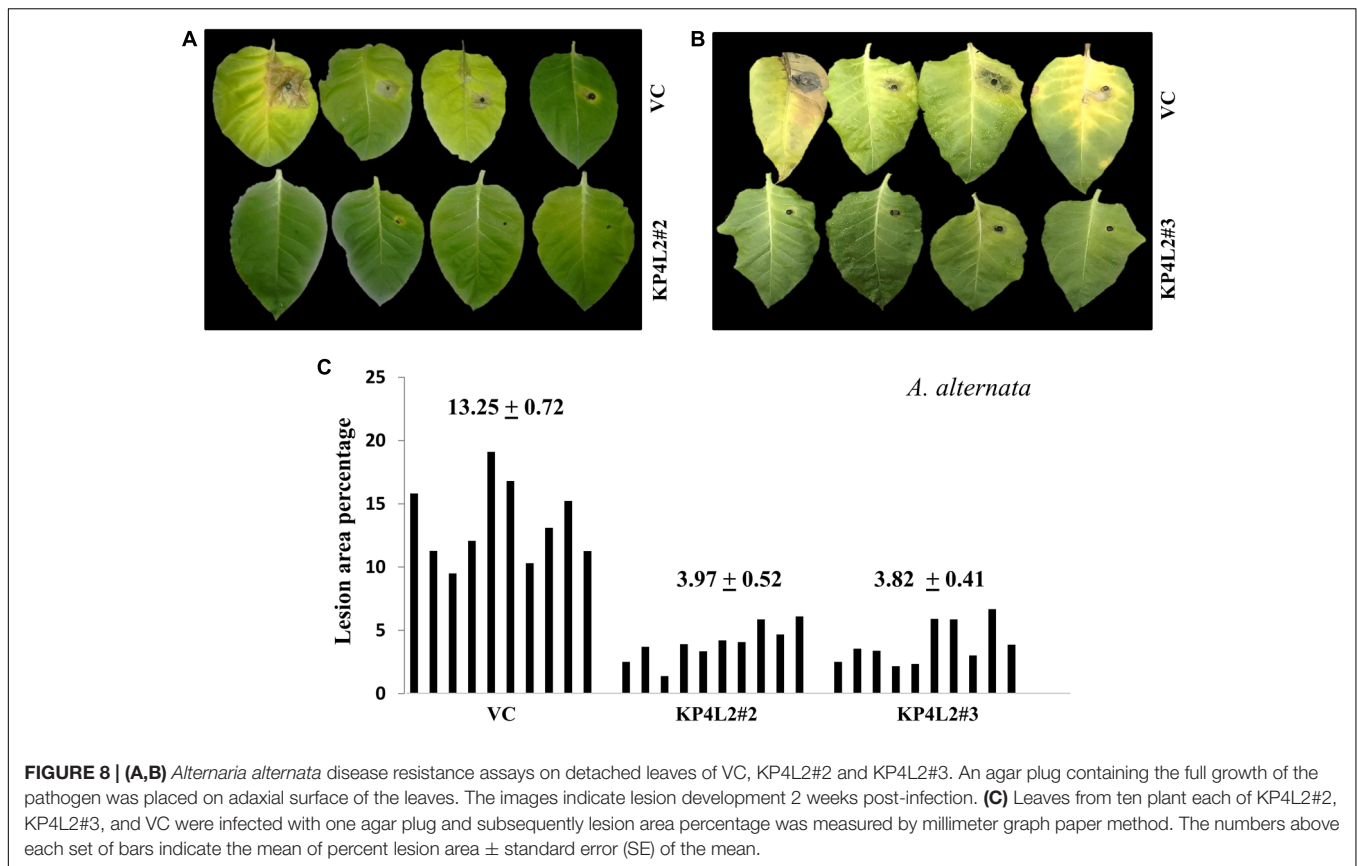 A
B
VC
KP4L2#2
VC
KP4L2#3
C
A. alternata
Lesion area percentage
25
20
15
10
5
0
13.25 ± 0.72
3.97 ± 0.52
3.82 ± 0.41
VC
KP4L2#2
KP4L2#3
FIGURE 8 | (A,B) Alternaria alternata disease resistance assays on detached leaves of VC, KP4L2#2 and KP4L2#3. An agar plug containing the full growth of the
pathogen was placed on adaxial surface of the leaves. The images indicate lesion development 2 weeks post-infection. (C) Leaves from ten plant each of KP4L2#2,
KP4L2#3, and VC were infected with one agar plug and subsequently lesion area percentage was measured by millimeter graph paper method. The numbers above
each set of bars indicate the mean of percent lesion area ± standard error (SE) of the mean.